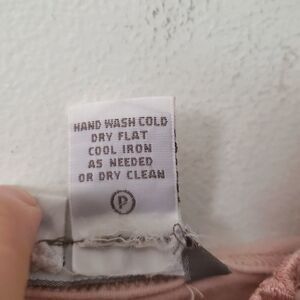 HAND WASH COLD
DRY FLAT
COOL IRON
AS NEEDED
OR DRY CLEAN
P